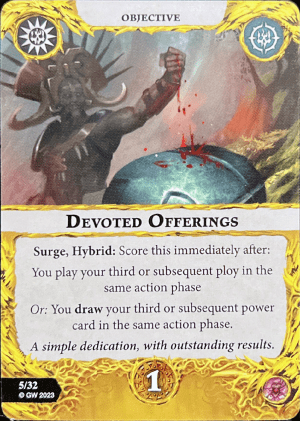 OBJECTIVE
DEVOTED OFFERINGS
Surge, Hybrid: Score this immediately after:
You play your third or subsequent ploy in the
same action phase
Or: You draw your third or subsequent power
card in the same action phase.
A simple dedication, with outstanding results.
5/32
© GW 2023
1